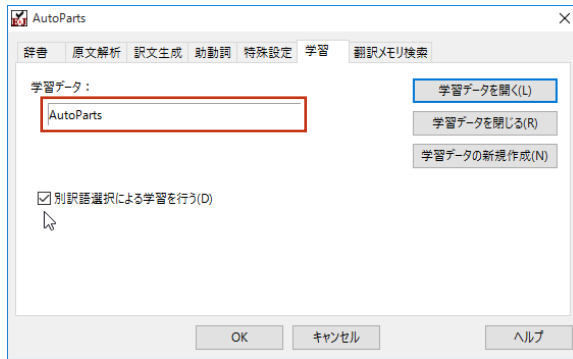 AutoParts
辞書 原文解析 訳文生成 助動詞 特殊設定 学習 翻訳メモリ検索
学習データ：
AutoParts
学習データを開く(L)
学習データを閉じる(R)
学習データの新規作成(N)
別訳語選択による学習を行う(D)
OK キャンセル ヘルプ